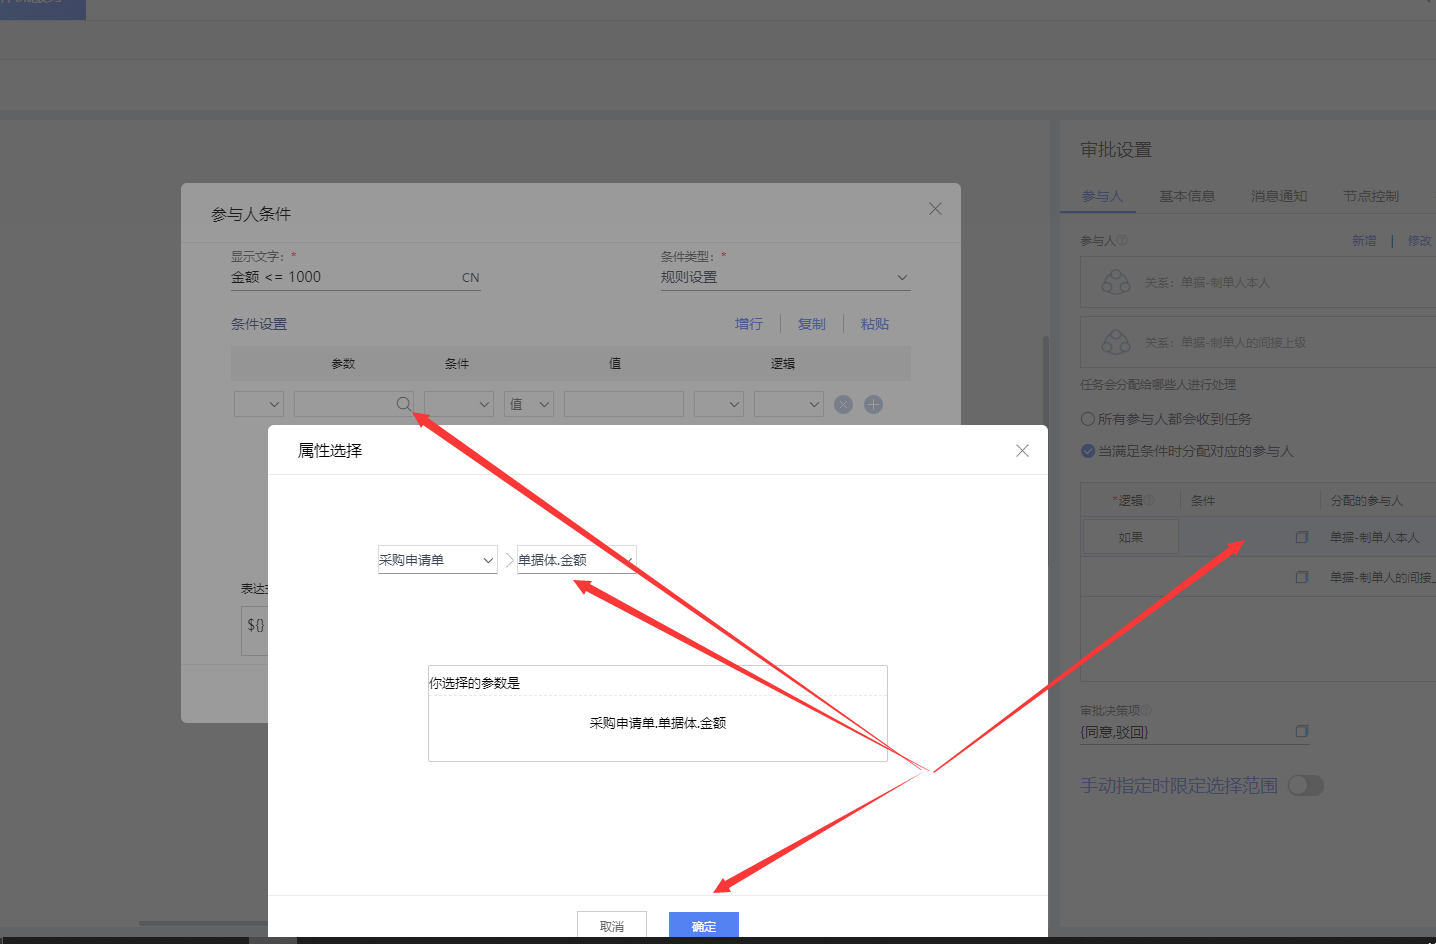 审批设置
参与人 基本信息 消息通知 节点控制
参与人条件
参与人 新增 | 修改
显示文字： * 条件类型： *
金额 <= 1000 CN 规则设置
关系：单据-制单人本人
条件设置 增行 复制 粘贴
关系：单据-制单人的间接上级
参数 条件 值 逻辑
任务会分配给哪些人进行处理
值
所有参与人都会收到任务
属性选择
当满足条件时分配对应的参与人
*逻辑 条件 分配的参与人
如果 单据-制单人本人
采购申请单 单据体.金额
单据-制单人的间接
表达
${}
你选择的参数是
采购申请单.单据体.金额
审批决策项
{同意,驳回}
手动指定时限定选择范围
取消 确定